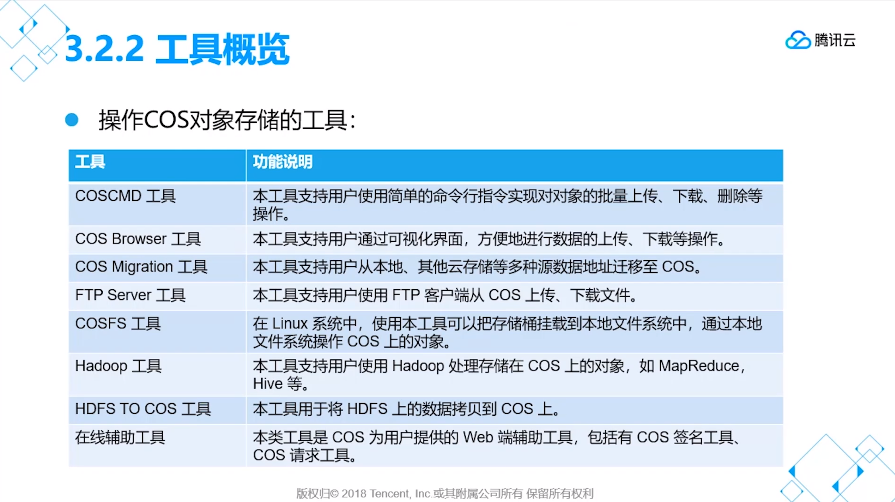 3.2.2 工具概览
腾讯云
操作COS对象存储的工具：
工具 功能说明
COSCMD 工具 本工具支持用户使用简单的命令行指令实现对对象的批量上传、下载、删除等
操作。
COS Browser 工具 本工具支持用户通过可视化界面，方便地进行数据的上传、下载等操作。
COS Migration 工具 本工具支持用户从本地、其他云存储等多种源数据地址迁移至 COS。
FTP Server 工具 本工具支持用户使用 FTP 客户端从 COS 上传、下载文件。
COSFS 工具 在 Linux 系统中，使用本工具可以把存储桶挂载到本地文件系统中，通过本地
文件系统操作 COS 上的对象。
Hadoop 工具 本工具支持用户使用 Hadoop 处理存储在 COS 上的对象，如 MapReduce，
Hive 等。
HDFS TO COS 工具 本工具用于将 HDFS 上的数据拷贝到 COS 上。
在线辅助工具 本类工具是 COS 为用户提供的 Web 端辅助工具，包括有 COS 签名工具、
COS 请求工具。
版权归© 2018 Tencent, Inc.或其附属公司所有 保留所有权利